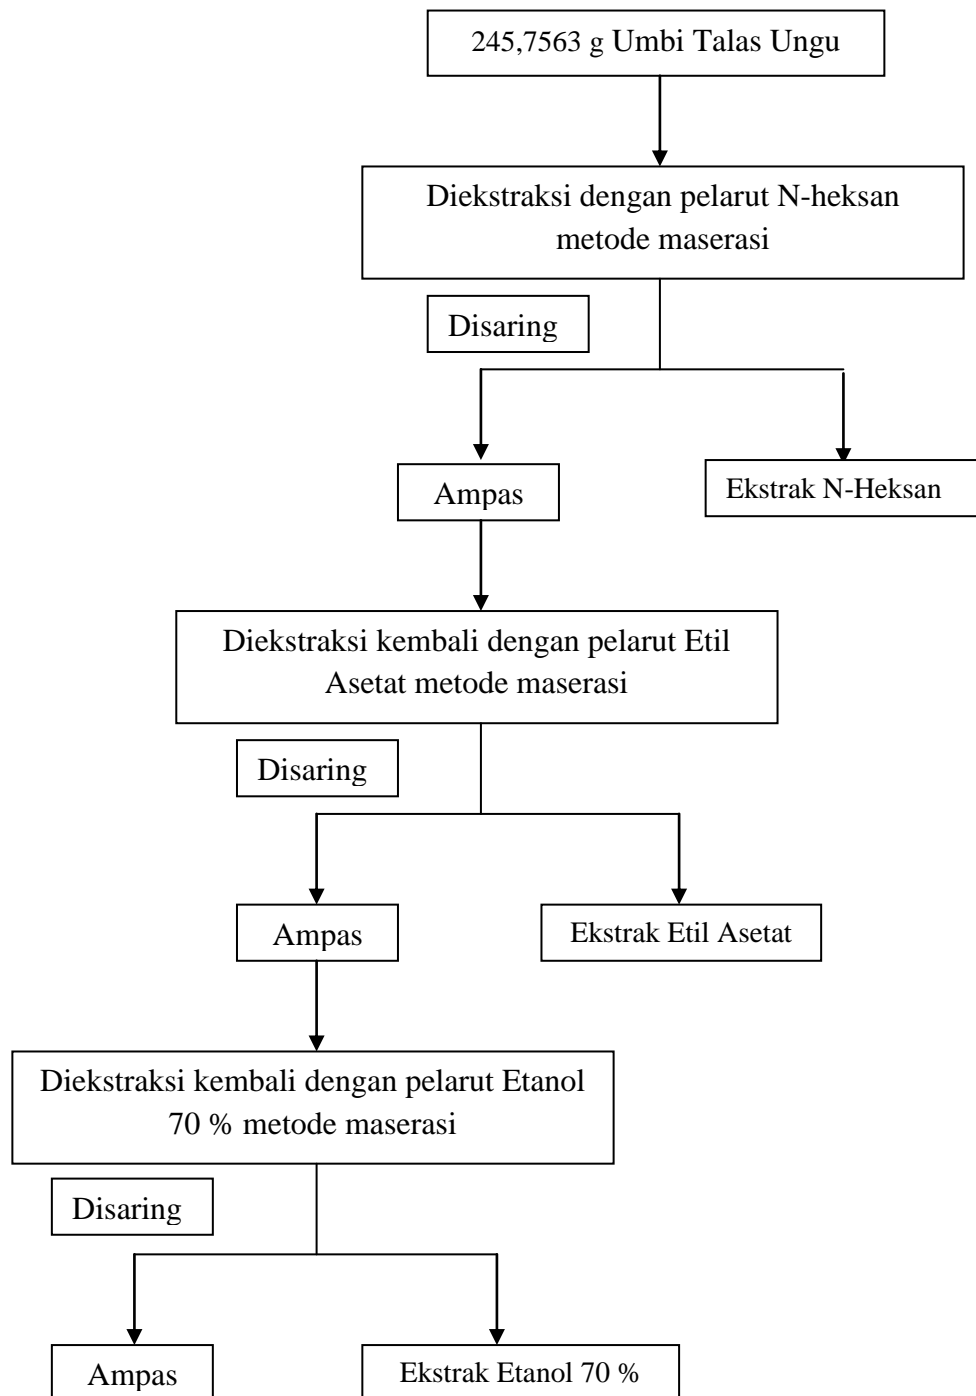 245,7563 g Umbi Talas Ungu
Diekstraksi dengan pelarut N-heksan
metode maserasi
Disaring
Ampas
Ekstrak N-Heksan
Diekstraksi kembali dengan pelarut Etil
Asetat metode maserasi
Disaring
Ampas
Ekstrak Etil Asetat
Diekstraksi kembali dengan pelarut Etanol
70 % metode maserasi
Disaring
Ampas
Ekstrak Etanol 70 %